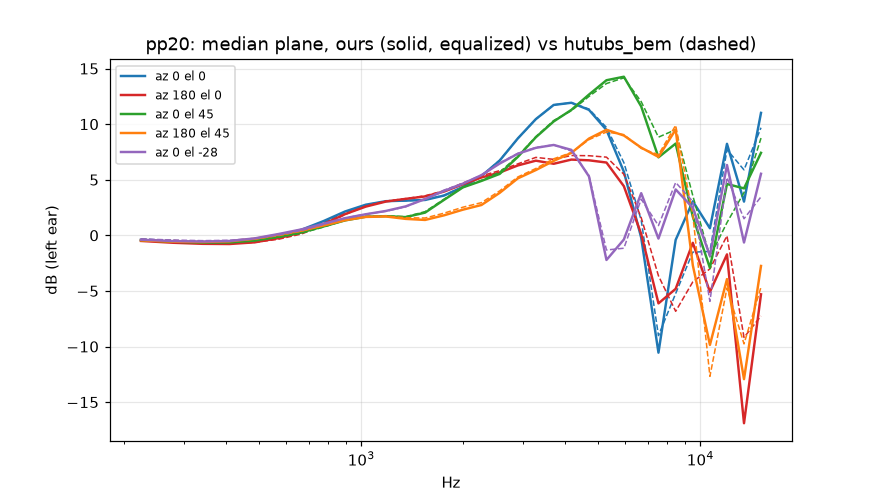 pp20: median plane, ours (solid, equalized) vs hutubs_bem (dashed)
az 0 el 0
az 180 el 0
az 0 el 45
az 180 el 45
az 0 el -28
15
10
5
0
−5
−10
−15
dB (left ear)
10³
10⁴
Hz